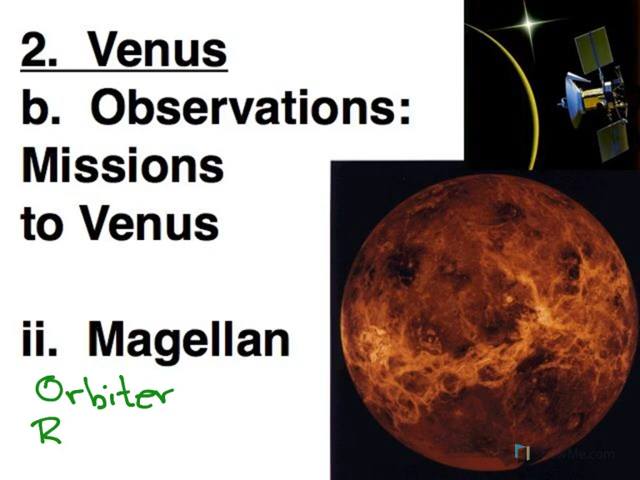 2. Venus
b. Observations:
Missions
to Venus
ii. Magellan
Orbiter
R